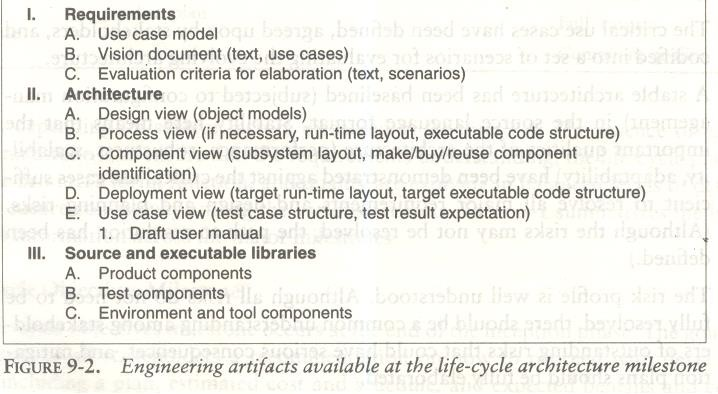 I. Requirements
A. Use case model
B. Vision document (text, use cases)
C. Evaluation criteria for elaboration (text, scenarios)
II. Architecture
A. Design view (object models)
B. Process view (if necessary, run-time layout, executable code structure)
C. Component view (subsystem layout, make/buy/reuse component
identification)
D. Deployment view (target run-time layout, target executable code structure)
E. Use case view (test case structure, test result expectation)
1. Draft user manual
III. Source and executable libraries
A. Product components
B. Test components
C. Environment and tool components
FIGURE 9-2. Engineering artifacts available at the life-cycle architecture milestone